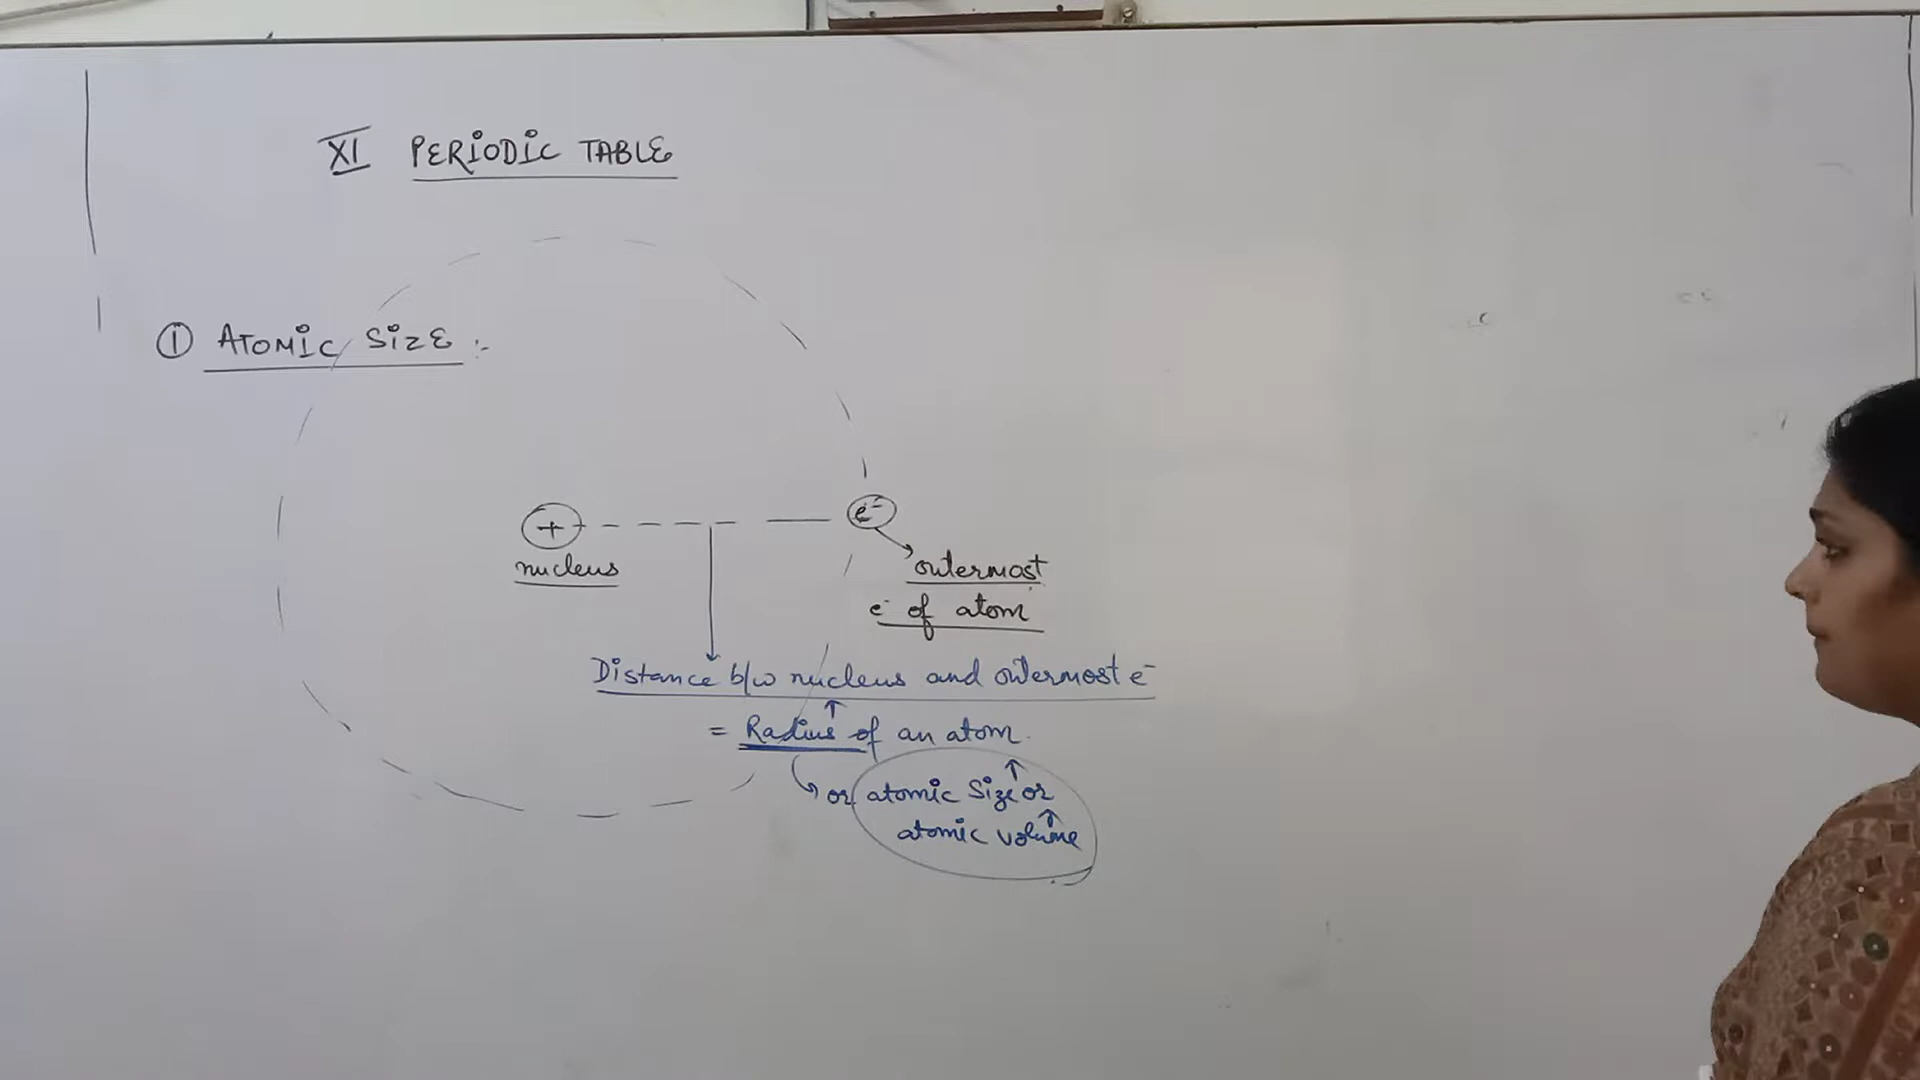 XI PERIODIC TABLE
① ATOMIC SIZE :-
+
e⁻
nucleus
outermost
e⁻ of atom
Distance b/w nucleus and outermost e⁻
= Radius↑ of an atom.
or atomic size↑ or
atomic volume↑